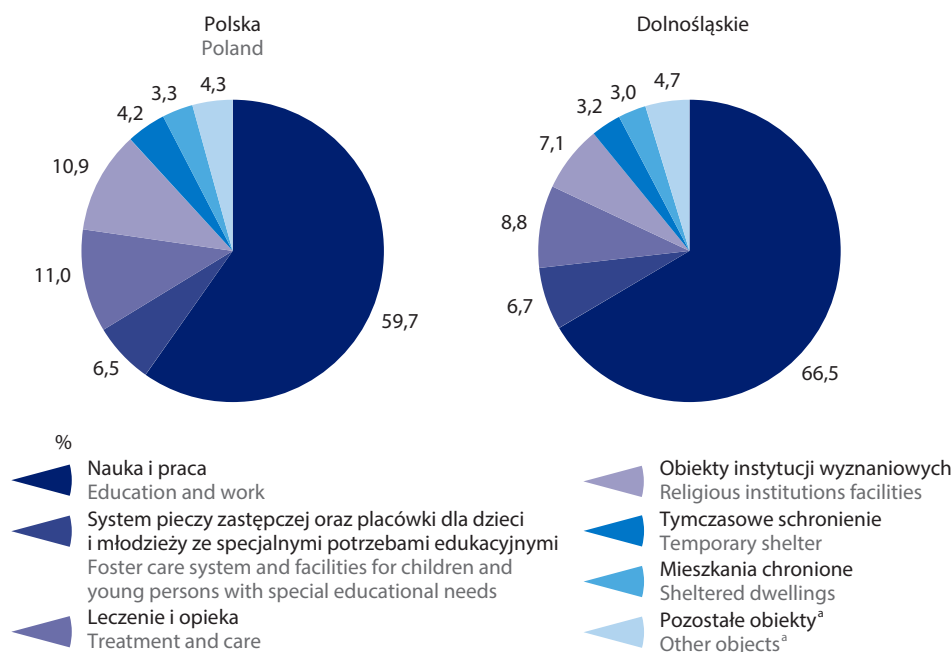 Polska
Poland
4,3
3,3
4,2
10,9
11,0
6,5
59,7
Dolnośląskie
4,7
3,0
3,2
7,1
8,8
6,7
66,5
%
Nauka i praca
Education and work
System pieczy zastępczej oraz placówki dla dzieci
i młodzieży ze specjalnymi potrzebami edukacyjnymi
Foster care system and facilities for children and
young persons with special educational needs
Leczenie i opieka
Treatment and care
Obiekty instytucji wyznaniowych
Religious institutions facilities
Tymczasowe schronienie
Temporary shelter
Mieszkania chronione
Sheltered dwellings
Pozostałe obiekty<sup>a</sup>
Other objects<sup>a</sup>